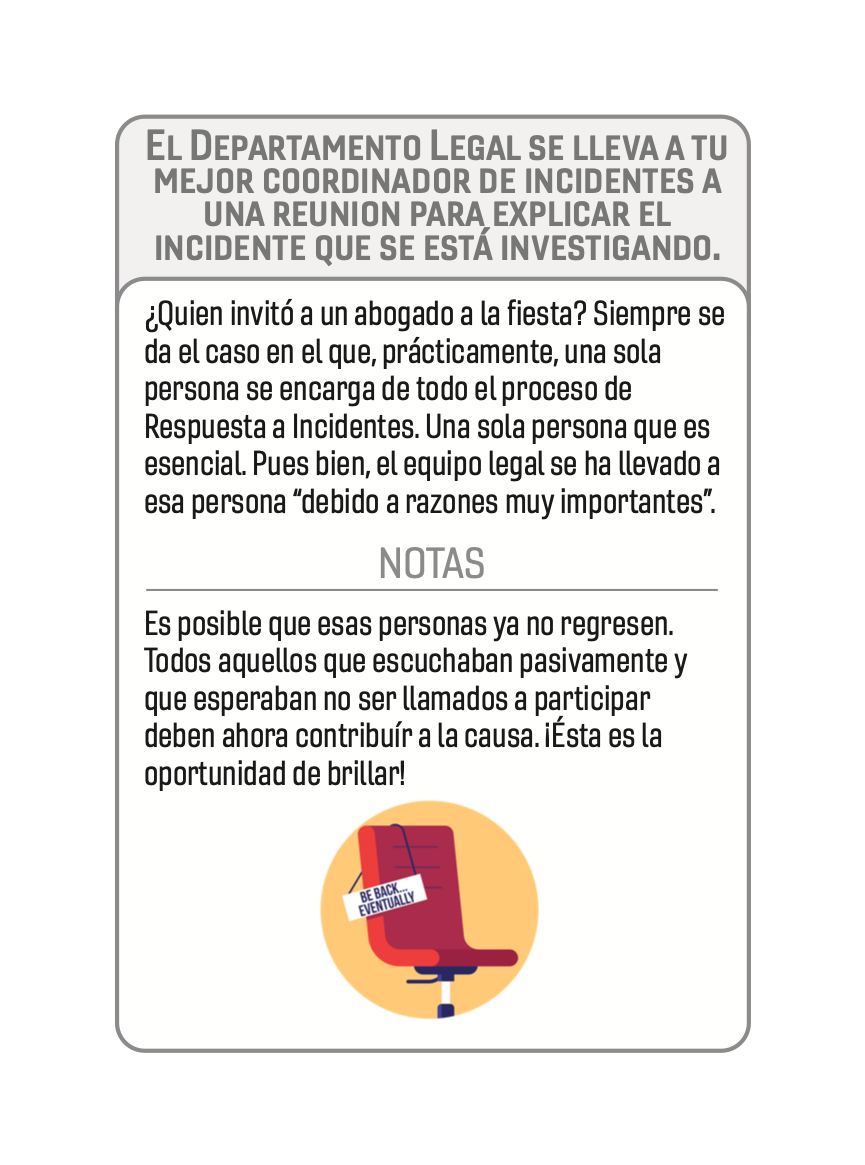 El Departamento Legal se lleva a tu
mejor coordinador de incidentes a
una reunion para explicar el
incidente que se está investigando.
¿Quien invitó a un abogado a la fiesta? Siempre se
da el caso en el que, prácticamente, una sola
persona se encarga de todo el proceso de
Respuesta a Incidentes. Una sola persona que es
esencial. Pues bien, el equipo legal se ha llevado a
esa persona “debido a razones muy importantes”.
NOTAS
Es posible que esas personas ya no regresen.
Todos aquellos que escuchaban pasivamente y
que esperaban no ser llamados a participar
deben ahora contribuír a la causa. ¡Ésta es la
oportunidad de brillar!
BE BACK...
EVENTUALLY